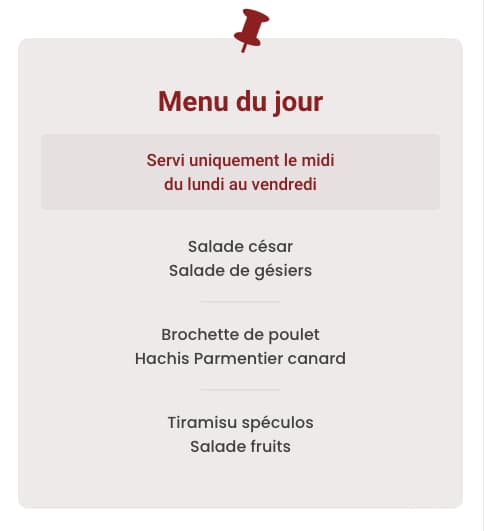 Menu du jour
Servi uniquement le midi
du lundi au vendredi
Salade césar
Salade de gésiers
Brochette de poulet
Hachis Parmentier canard
Tiramisu spéculos
Salade fruits